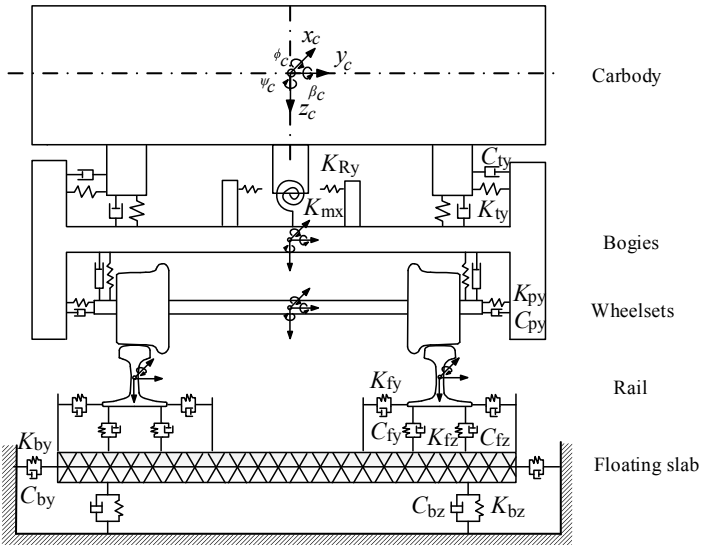 x_c
ϕ_c
y_c
Carbody
ψ_c
β_c
z_c
C_ty
K_Ry
K_mx
K_ty
Bogies
K_py
Wheelsets
C_py
K_fy
Rail
K_by
C_fy
K_fz
C_fz
Floating slab
C_by
C_bz
K_bz